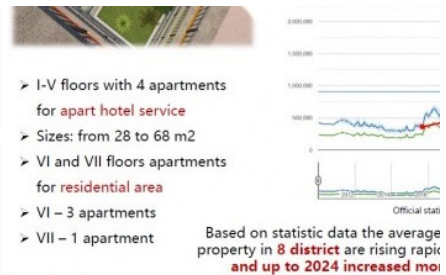 ➢ I-V floors with 4 apartments
for apart hotel service
➢ Sizes: from 28 to 68 m2
➢ VI and VII floors apartments
for residential area
➢ VI – 3 apartments
➢ VII – 1 apartment
2,000,000
1,500,000
1,000,000
500,000
0
Official stati
Based on statistic data the average
property in 8 district are rising rapid
and up to 2024 increased mor